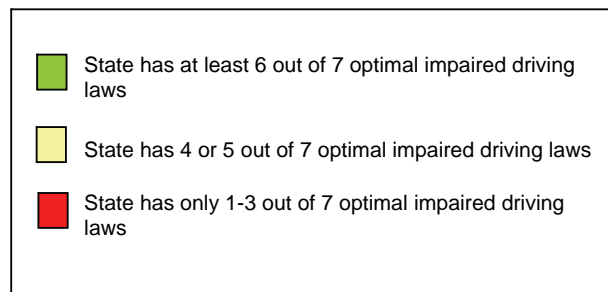 State has at least 6 out of 7 optimal impaired driving
laws
State has 4 or 5 out of 7 optimal impaired driving laws
State has only 1-3 out of 7 optimal impaired driving
laws